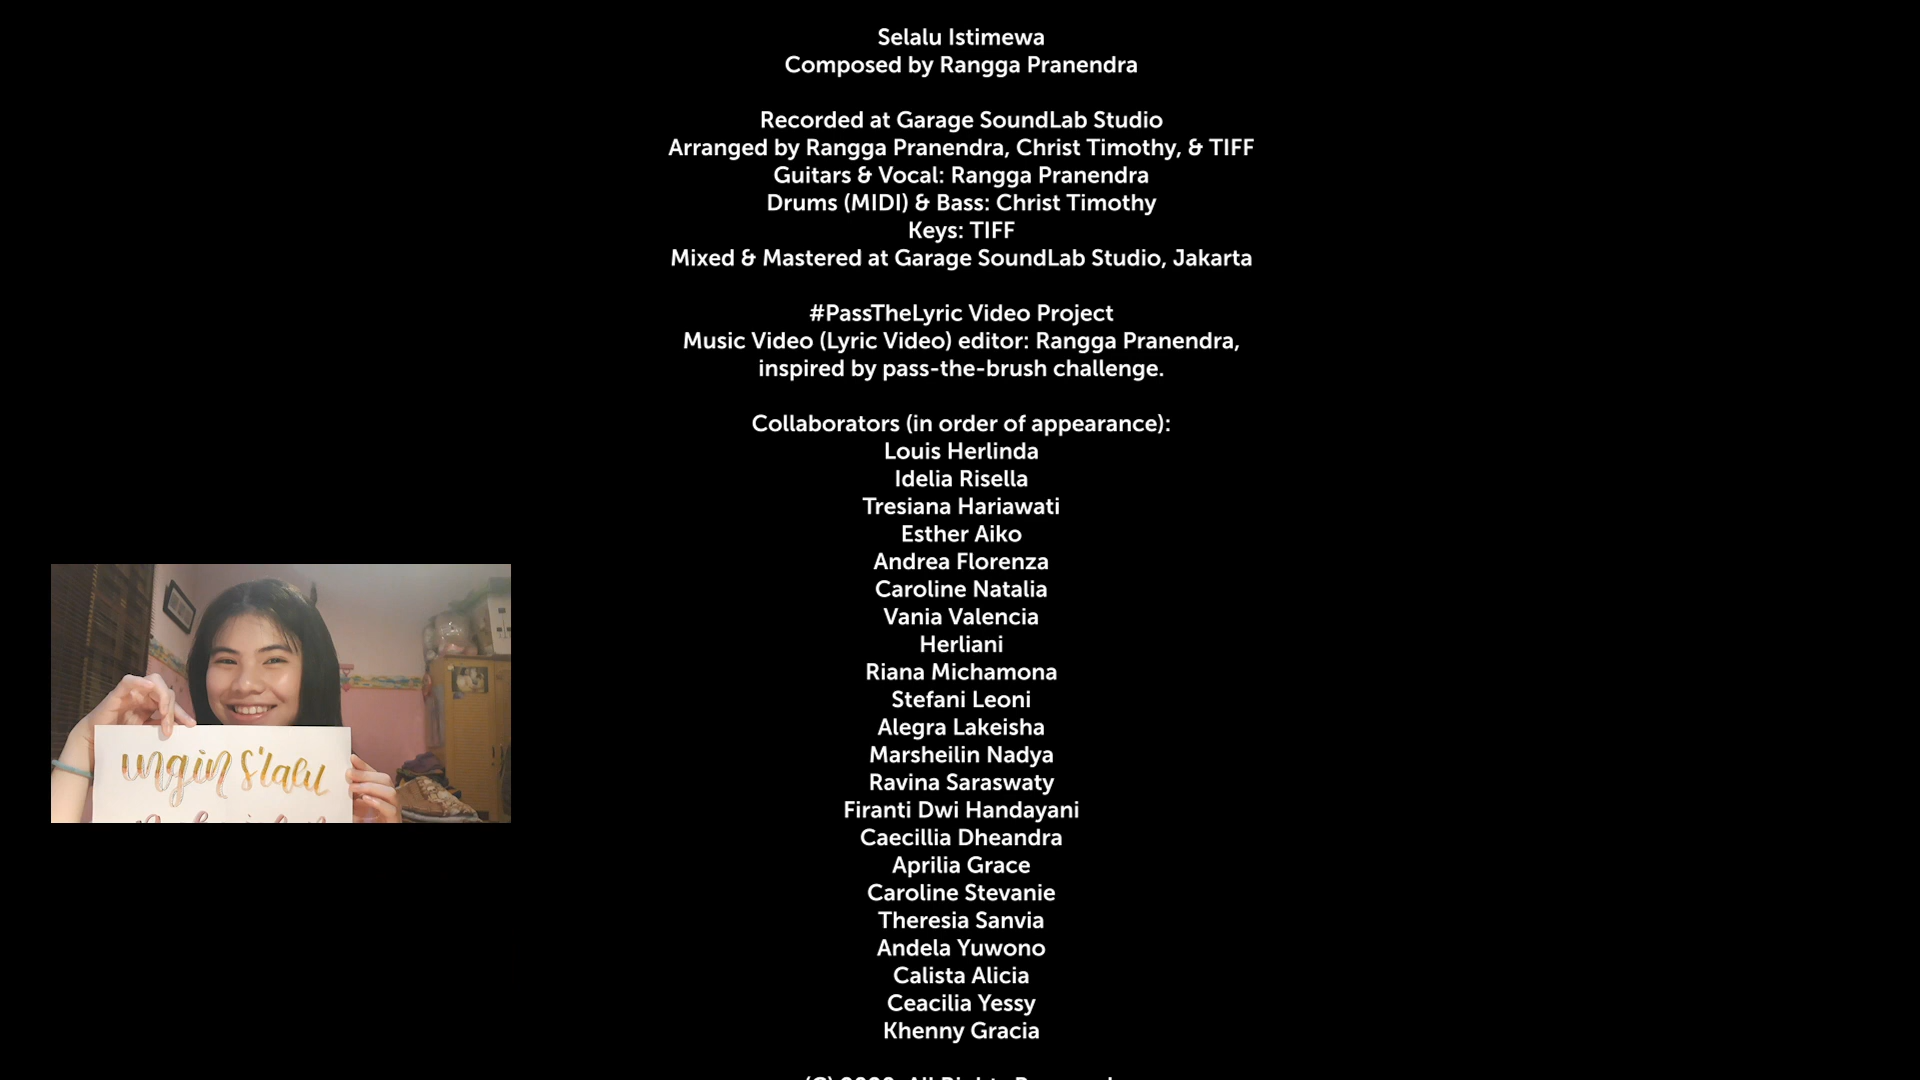 Selalu Istimewa
Composed by Rangga Pranendra
Recorded at Garage SoundLab Studio
Arranged by Rangga Pranendra, Christ Timothy, & TIFF
Guitars & Vocal: Rangga Pranendra
Drums (MIDI) & Bass: Christ Timothy
Keys: TIFF
Mixed & Mastered at Garage SoundLab Studio, Jakarta
#PassTheLyric Video Project
Music Video (Lyric Video) editor: Rangga Pranendra,
inspired by pass-the-brush challenge.
Collaborators (in order of appearance):
Louis Herlinda
Idelia Risella
Tresiana Hariawati
Esther Aiko
Andrea Florenza
Caroline Natalia
Vania Valencia
Herliani
Riana Michamona
Stefani Leoni
Alegra Lakeisha
Marsheilin Nadya
Ravina Saraswaty
Firanti Dwi Handayani
Caecillia Dheandra
Aprilia Grace
Caroline Stevanie
Theresia Sanvia
Andela Yuwono
Calista Alicia
Ceacilia Yessy
Khenny Gracia
ungin s'lalu